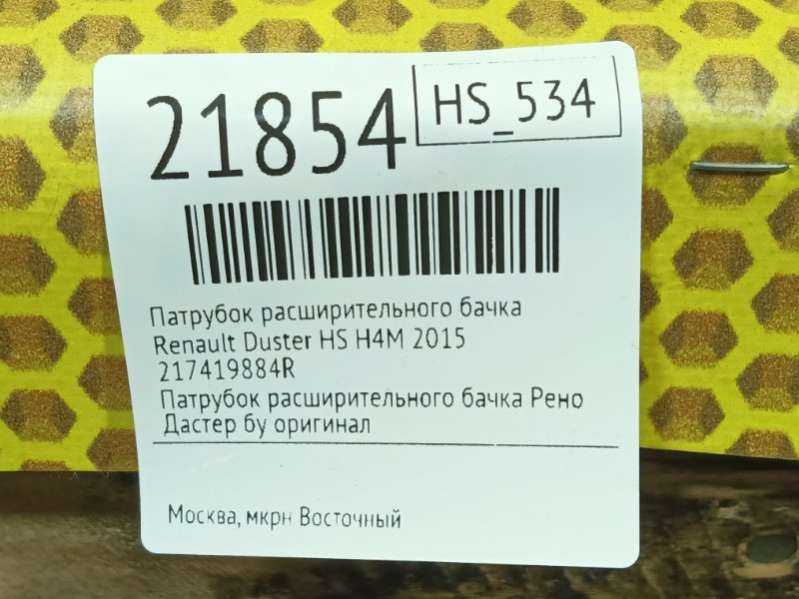 21854
HS_534
Патрубок расширительного бачка
Renault Duster HS H4M 2015
217419884R
Патрубок расширительного бачка Рено
Дастер бу оригинал
Москва, мкрн Восточный